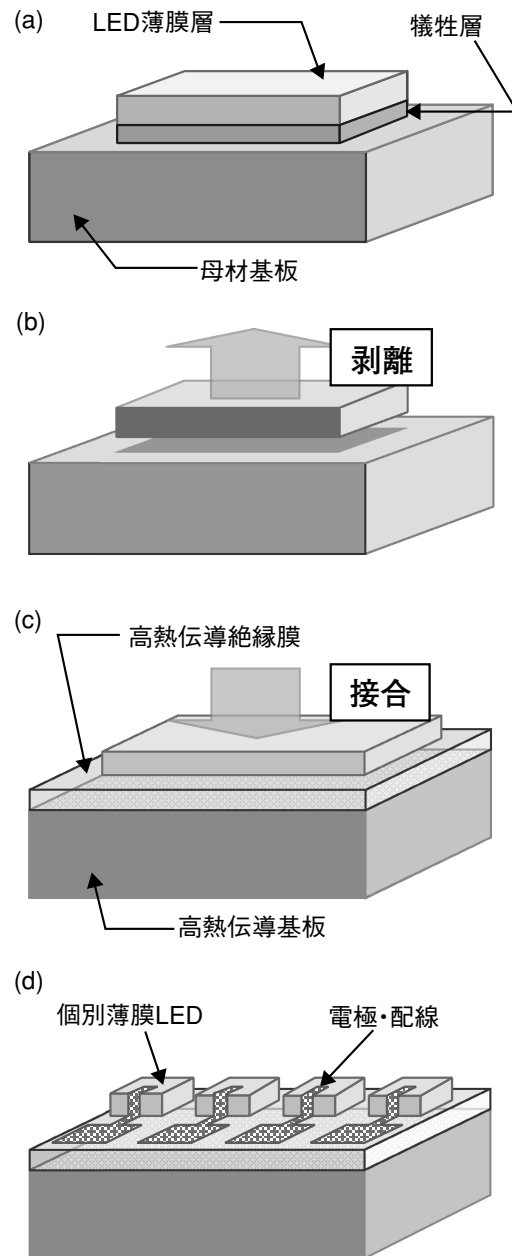 (a)
LED薄膜層
犠牲層
母材基板
(b)
剥離
(c)
高熱伝導絶縁膜
接合
高熱伝導基板
(d)
個別薄膜LED
電極・配線